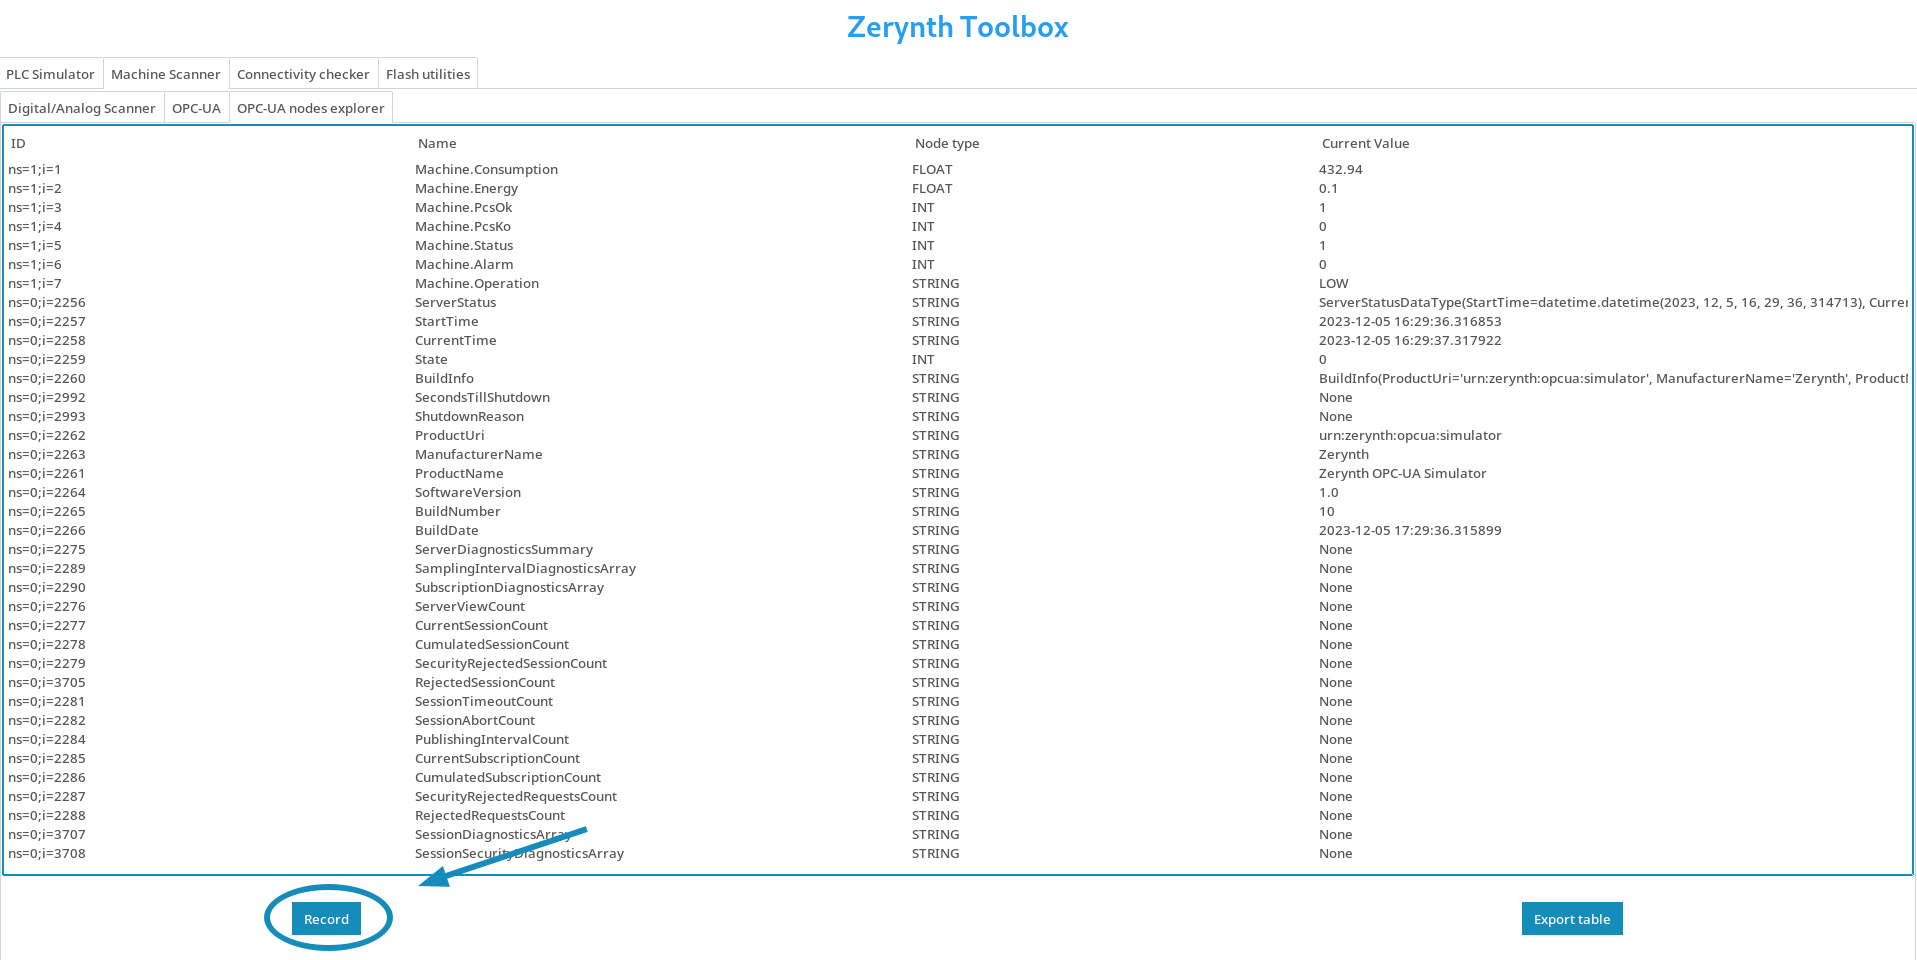 Zerynth Toolbox
PLC Simulator Machine Scanner Connectivity checker Flash utilities
Digital/Analog Scanner OPC-UA OPC-UA nodes explorer
ID Name Node type Current Value
ns=1;i=1 Machine.Consumption FLOAT 432.94
ns=1;i=2 Machine.Energy FLOAT 0.1
ns=1;i=3 Machine.PcsOk INT 1
ns=1;i=4 Machine.PcsKo INT 0
ns=1;i=5 Machine.Status INT 1
ns=1;i=6 Machine.Alarm INT 0
ns=1;i=7 Machine.Operation STRING LOW
ns=0;i=2256 ServerStatus STRING ServerStatusDataType(StartTime=datetime.datetime(2023, 12, 5, 16, 29, 36, 314713), Curren
ns=0;i=2257 StartTime STRING 2023-12-05 16:29:36.316853
ns=0;i=2258 CurrentTime STRING 2023-12-05 16:29:37.317922
ns=0;i=2259 State INT 0
ns=0;i=2260 BuildInfo STRING BuildInfo(ProductUri='urn:zerynth:opcua:simulator', ManufacturerName='Zerynth', Product
ns=0;i=2992 SecondsTillShutdown STRING None
ns=0;i=2993 ShutdownReason STRING None
ns=0;i=2262 ProductUri STRING urn:zerynth:opcua:simulator
ns=0;i=2263 ManufacturerName STRING Zerynth
ns=0;i=2261 ProductName STRING Zerynth OPC-UA Simulator
ns=0;i=2264 SoftwareVersion STRING 1.0
ns=0;i=2265 BuildNumber STRING 10
ns=0;i=2266 BuildDate STRING 2023-12-05 17:29:36.315899
ns=0;i=2275 ServerDiagnosticsSummary STRING None
ns=0;i=2289 SamplingIntervalDiagnosticsArray STRING None
ns=0;i=2290 SubscriptionDiagnosticsArray STRING None
ns=0;i=2276 ServerViewCount STRING None
ns=0;i=2277 CurrentSessionCount STRING None
ns=0;i=2278 CumulatedSessionCount STRING None
ns=0;i=2279 SecurityRejectedSessionCount STRING None
ns=0;i=3705 RejectedSessionCount STRING None
ns=0;i=2281 SessionTimeoutCount STRING None
ns=0;i=2282 SessionAbortCount STRING None
ns=0;i=2284 PublishingIntervalCount STRING None
ns=0;i=2285 CurrentSubscriptionCount STRING None
ns=0;i=2286 CumulatedSubscriptionCount STRING None
ns=0;i=2287 SecurityRejectedRequestsCount STRING None
ns=0;i=2288 RejectedRequestsCount STRING None
ns=0;i=3707 SessionDiagnosticsArray STRING None
ns=0;i=3708 SessionSecurityDiagnosticsArray STRING None
Record Export table